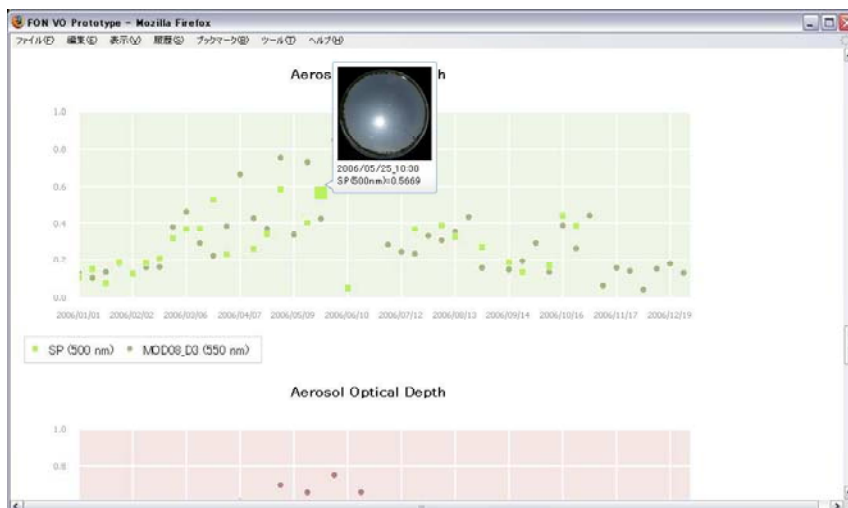 FON VO Prototype - Mozilla Firefox
ファイル(F) 編集(E) 表示(V) 履歴(S) ブックマーク(B) ツール(T) ヘルプ(H)
Aeros h
1.0
0.8
0.6
0.4
0.2
0.0
2006/05/25_10:00
SP(500nm)=0.5669
2006/01/01 2006/02/02 2006/03/06 2006/04/07 2006/05/09 2006/06/10 2006/07/12 2006/08/13 2006/09/14 2006/10/16 2006/11/17 2006/12/19
SP (500 nm) MOD08_D3 (550 nm)
Aerosol Optical Depth
1.0
0.8